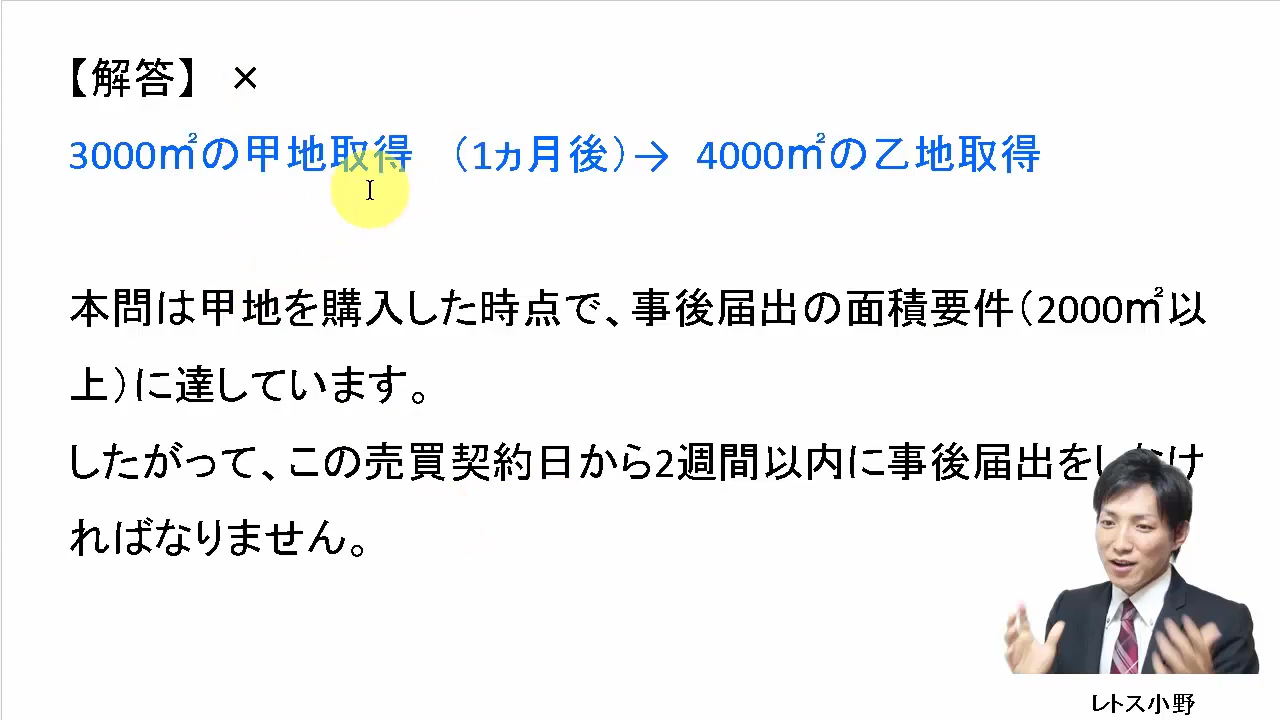 【解答】 ×
3000㎡の甲地取得 （1ヵ月後）→ 4000㎡の乙地取得
本問は甲地を購入した時点で、事後届出の面積要件（2000㎡以
上）に達しています。
したがって、この売買契約日から2週間以内に事後届出をしなけ
ればなりません。
レトス小野